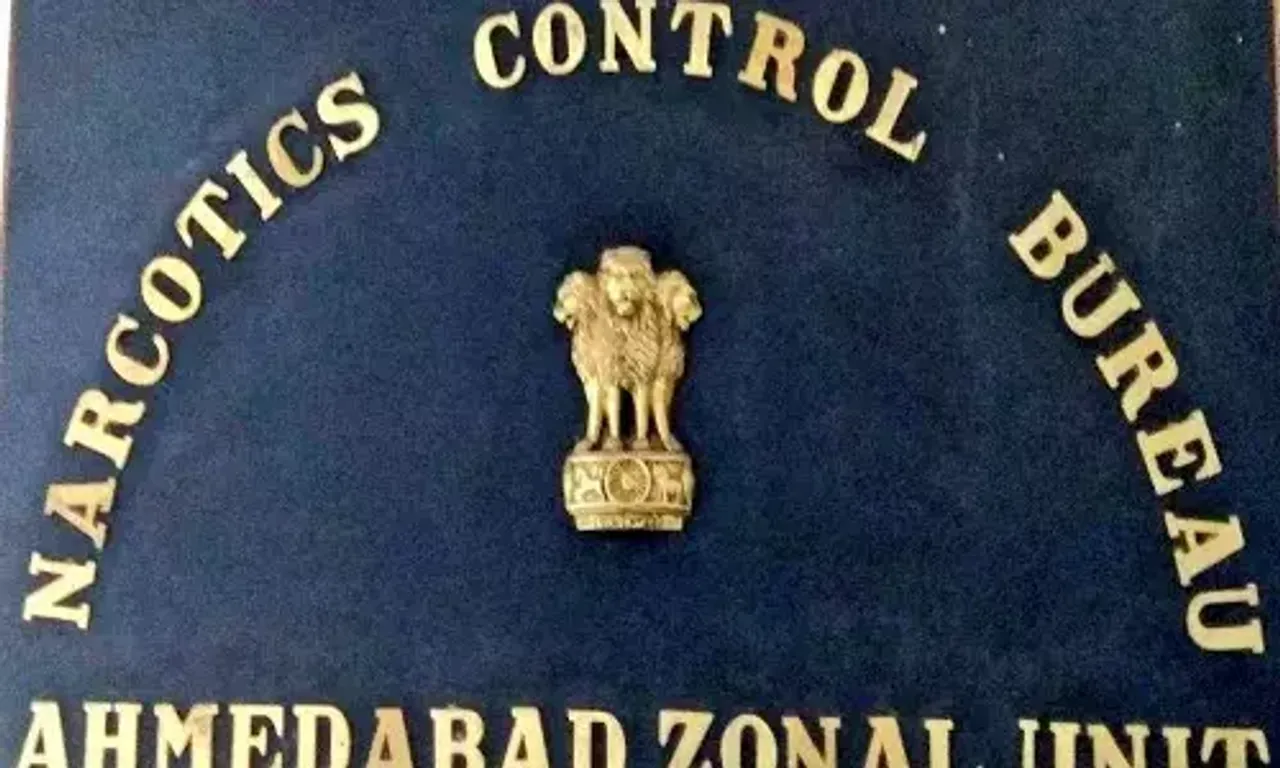 NARCOTICS CONTROL BUREAU
AHMEDABAD ZONAL UNIT